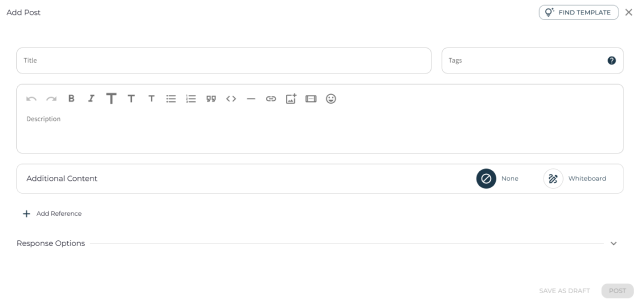 Add Post
FIND TEMPLATE
Title
Tags
Description
Additional Content
None
Whiteboard
Add Reference
Response Options
SAVE AS DRAFT
POST